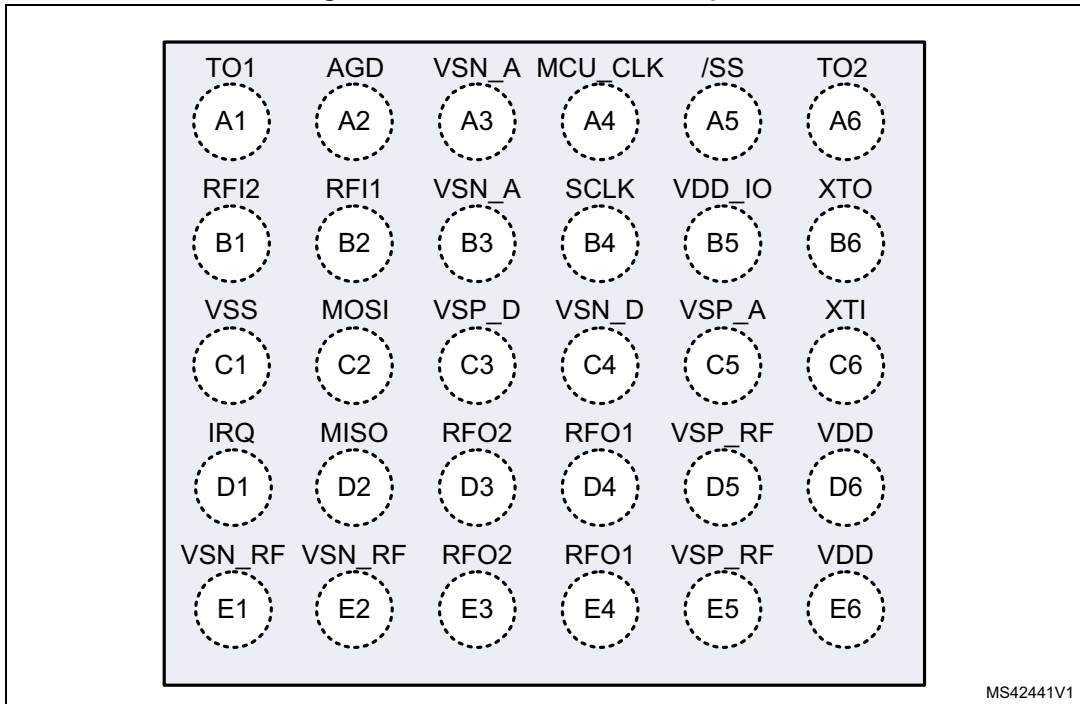 TO1 AGD VSN_A MCU_CLK /SS TO2
A1 A2 A3 A4 A5 A6
RFI2 RFI1 VSN_A SCLK VDD_IO XTO
B1 B2 B3 B4 B5 B6
VSS MOSI VSP_D VSN_D VSP_A XTI
C1 C2 C3 C4 C5 C6
IRQ MISO RFO2 RFO1 VSP_RF VDD
D1 D2 D3 D4 D5 D6
VSN_RF VSN_RF RFO2 RFO1 VSP_RF VDD
E1 E2 E3 E4 E5 E6
MS42441V1